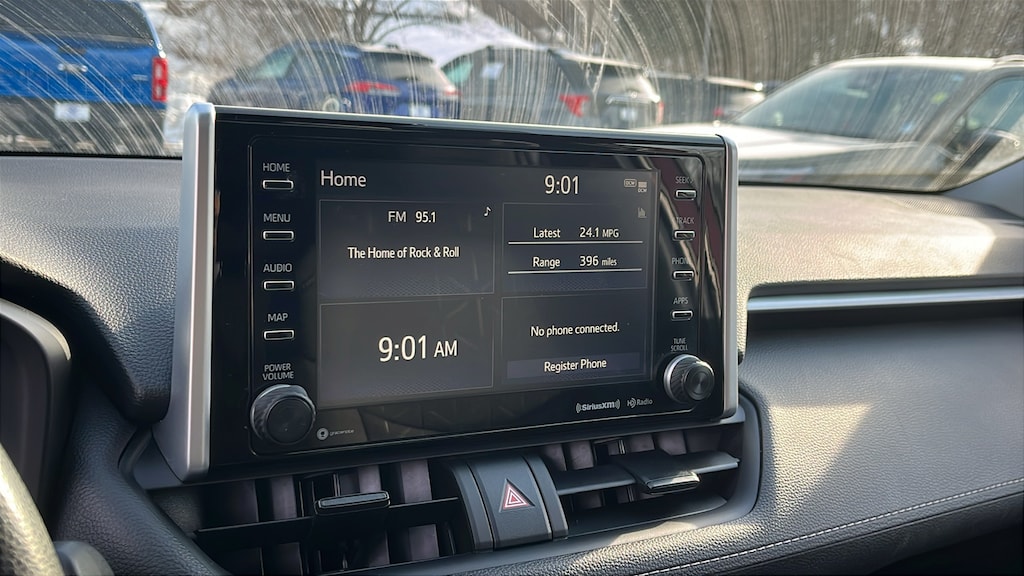 HOME
MENU
AUDIO
MAP
POWER
VOLUME
Home
9:01
FM 95.1
The Home of Rock & Roll
Latest 24.1 MPG
Range 396 miles
9:01 AM
No phone connected.
Register Phone
SEEK
TRACK
PHONE
APPS
TUNE
SCROLL
gracenote
((SiriusXM))
HD Radio